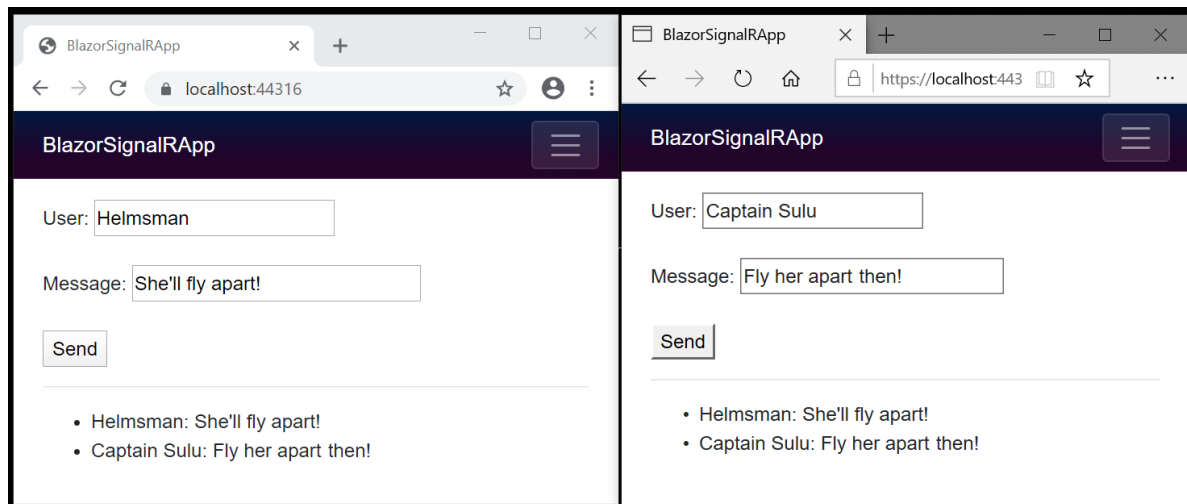 BlazorSignalRApp
localhost:44316
BlazorSignalRApp
User: Helmsman
Message: She'll fly apart!
Send
• Helmsman: She'll fly apart!
• Captain Sulu: Fly her apart then!
BlazorSignalRApp
https://localhost:443
BlazorSignalRApp
User: Captain Sulu
Message: Fly her apart then!
Send
• Helmsman: She'll fly apart!
• Captain Sulu: Fly her apart then!